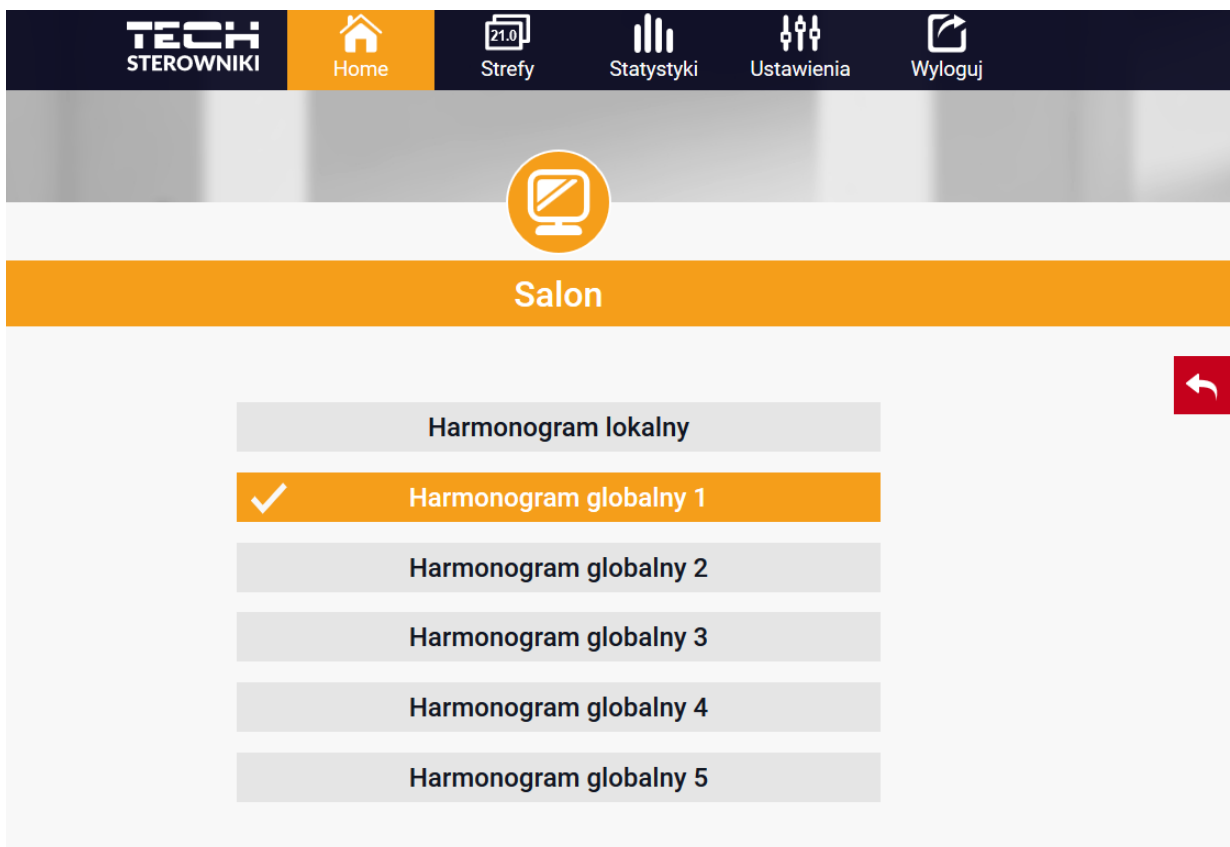 TECH
STEROWNIKI
Home
21.0
Strefy
Statystyki
Ustawienia
Wyloguj
Salon
Harmonogram lokalny
Harmonogram globalny 1
Harmonogram globalny 2
Harmonogram globalny 3
Harmonogram globalny 4
Harmonogram globalny 5